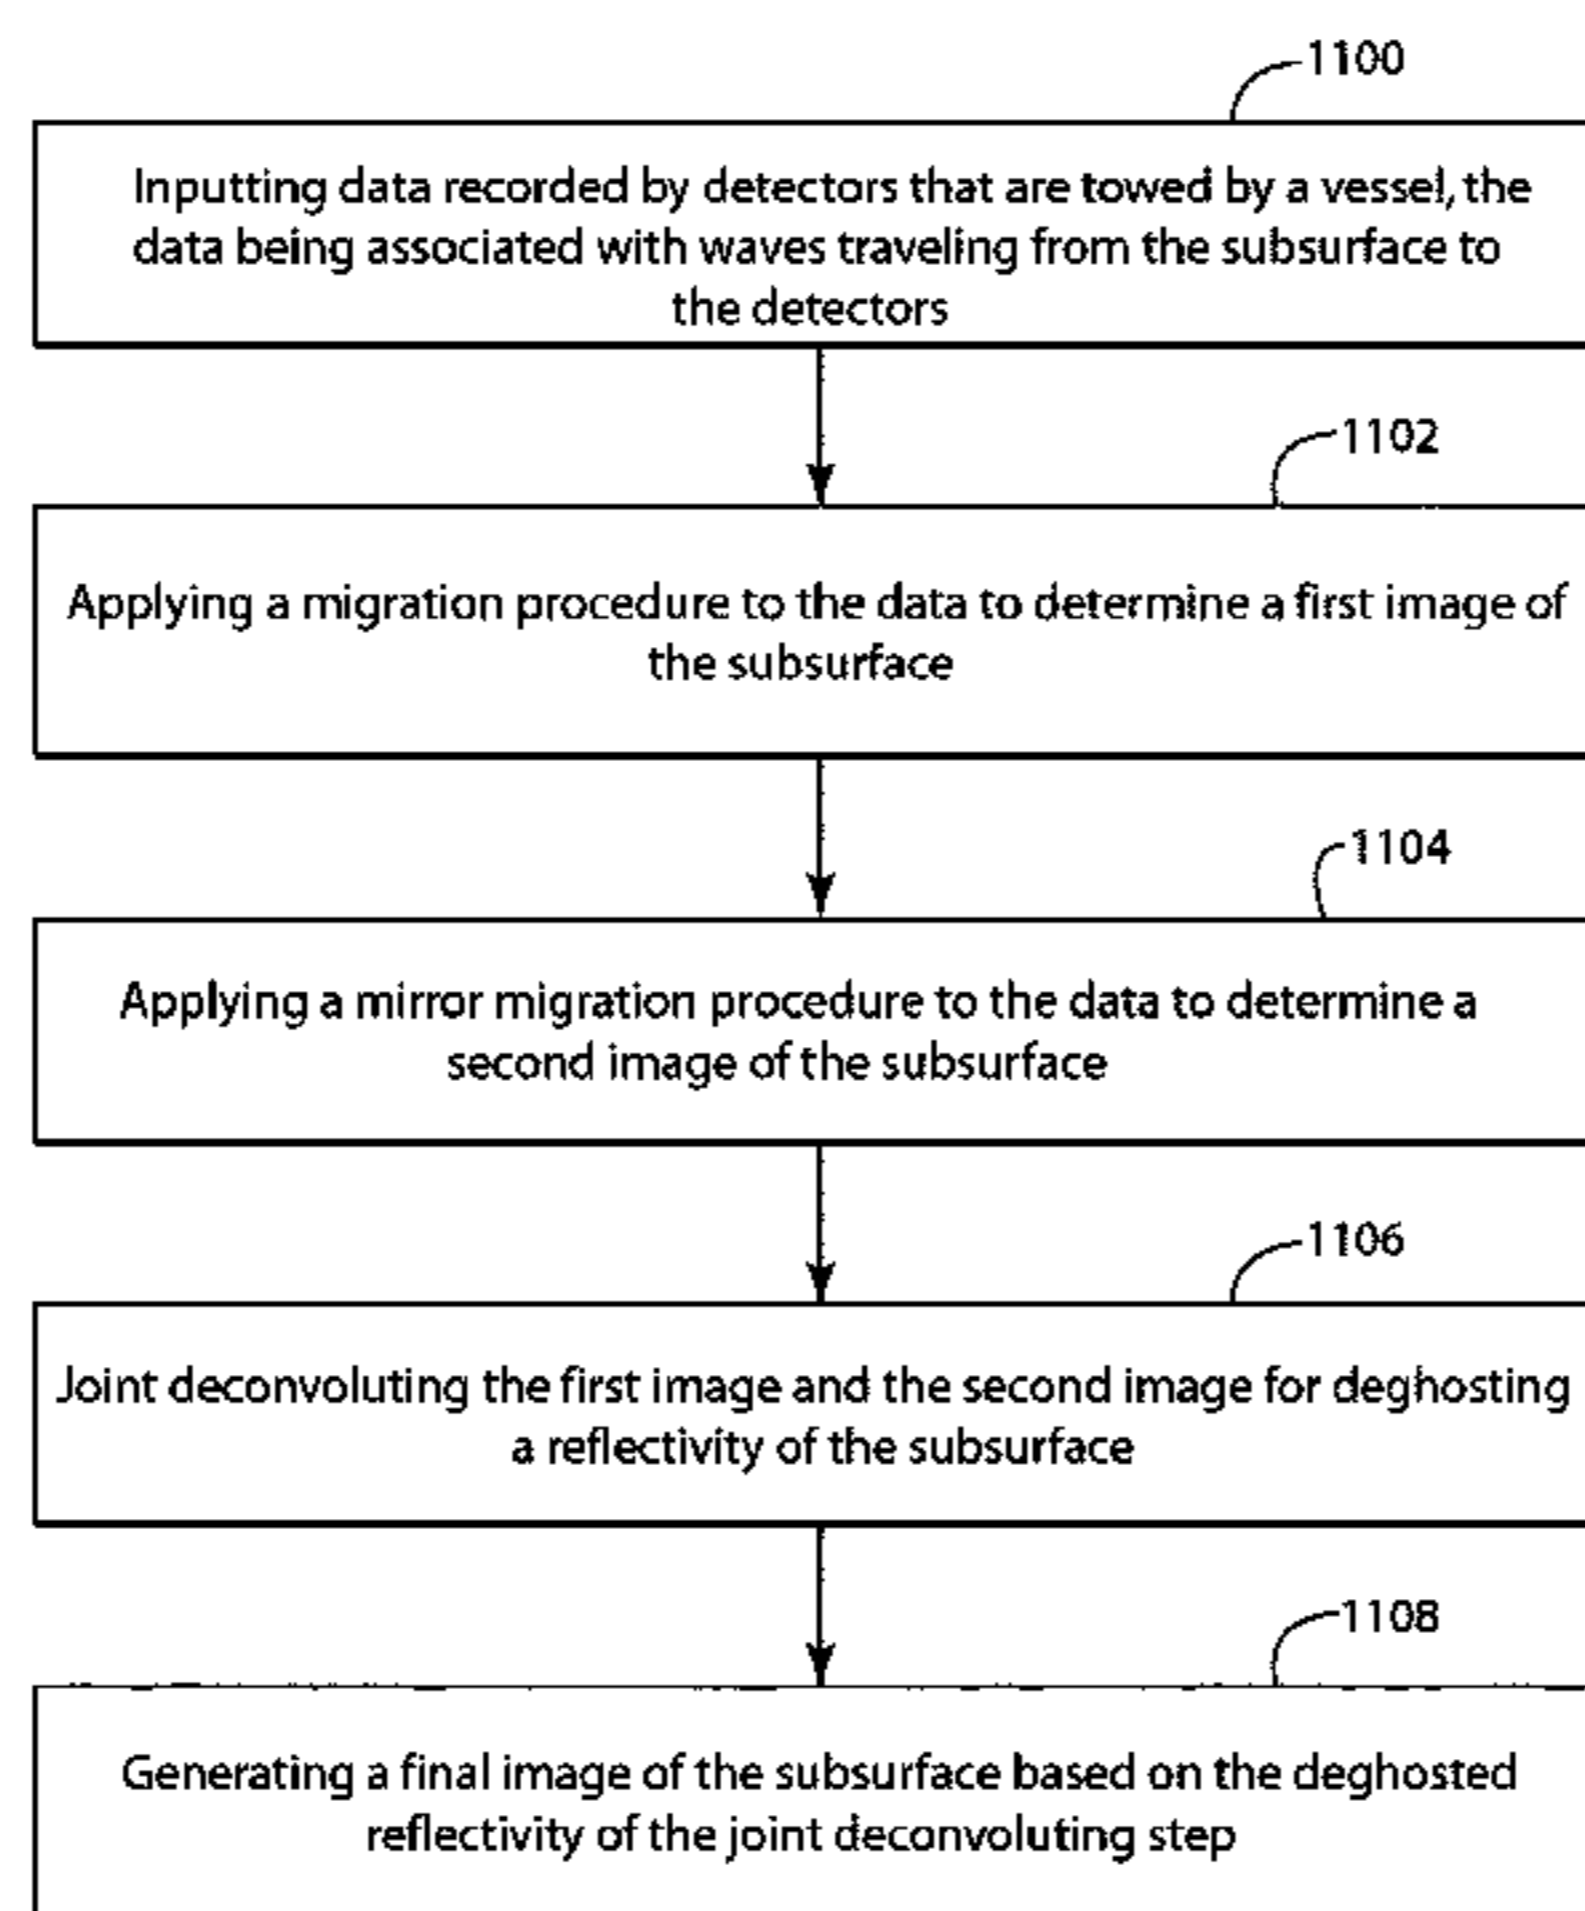 1100
Inputting data recorded by detectors that are towed by a vessel, the
data being associated with waves traveling from the subsurface to
the detectors
1102
Applying a migration procedure to the data to determine a first image of
the subsurface
1104
Applying a mirror migration procedure to the data to determine a
second image of the subsurface
1106
Joint deconvoluting the first image and the second image for deghosting
a reflectivity of the subsurface
1108
Generating a final image of the subsurface based on the deghosted
reflectivity of the joint deconvoluting step